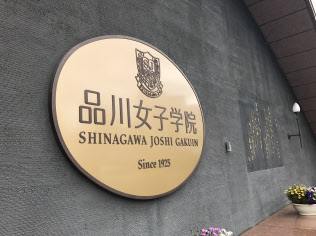 品川女子学院
SHINAGAWA JOSHI GAKUIN
Since 1925